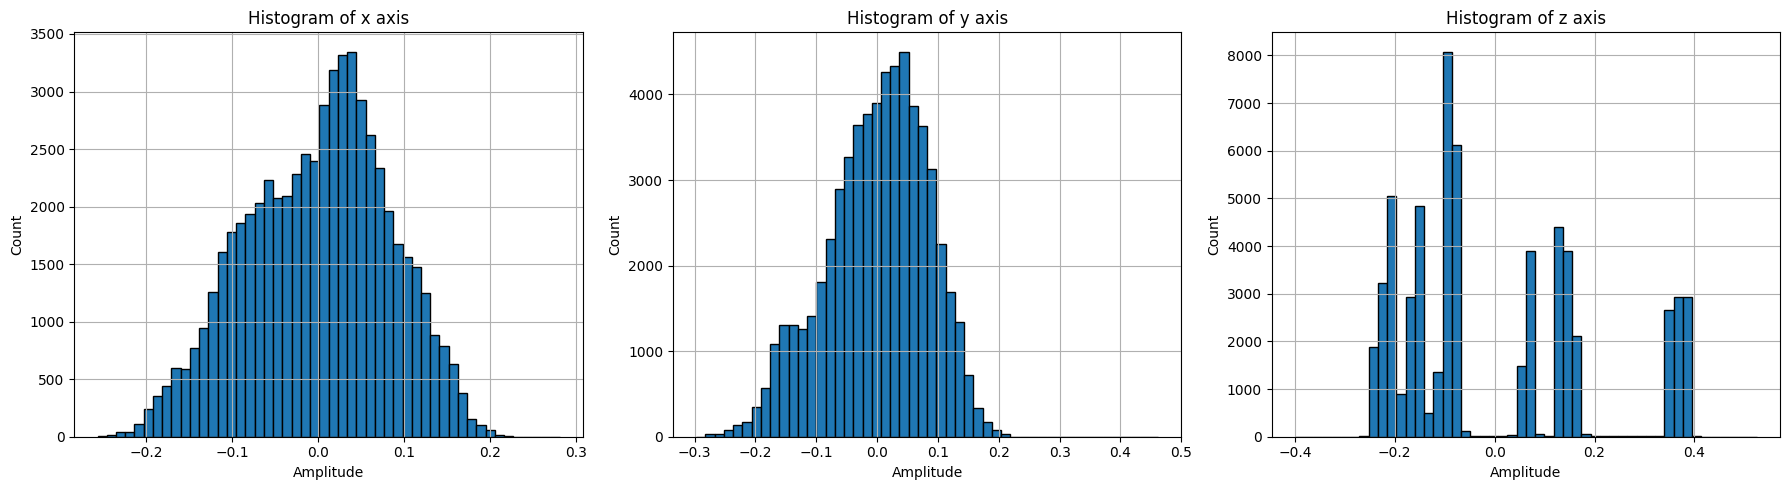 Histogram of x axis
3500
3000
2500
2000
1500
1000
500
0
Count
−0.2 −0.1 0.0 0.1 0.2 0.3
Amplitude
Histogram of y axis
4000
3000
2000
1000
0
Count
−0.3 −0.2 −0.1 0.0 0.1 0.2 0.3 0.4 0.5
Amplitude
Histogram of z axis
8000
7000
6000
5000
4000
3000
2000
1000
0
Count
−0.4 −0.2 0.0 0.2 0.4
Amplitude